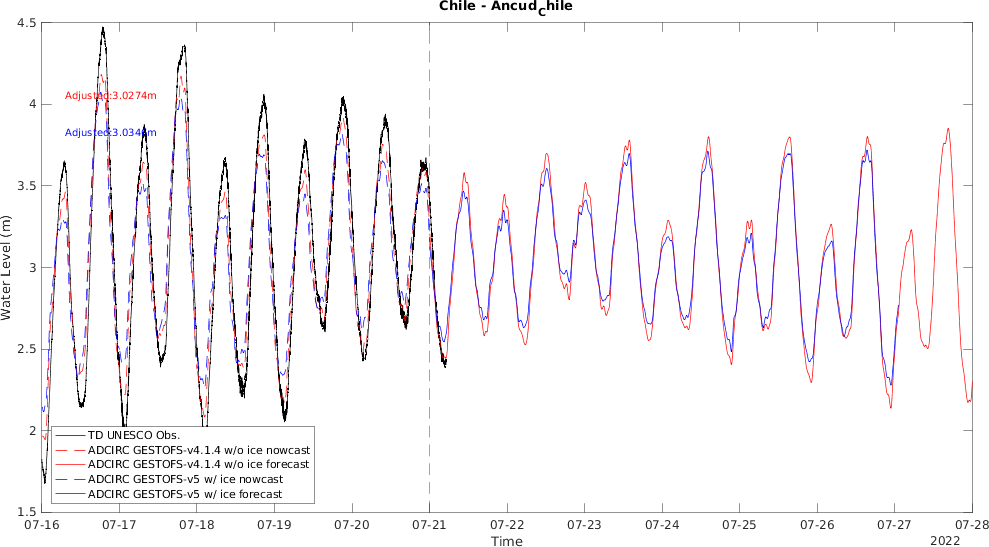 Chile - AncudChile
4.5
4
3.5
3
2.5
2
1.5
Water Level (m)
Adjusted:3.0274m
Adjusted:3.0346m
TD UNESCO Obs.
ADCIRC GESTOFS-v4.1.4 w/o ice nowcast
ADCIRC GESTOFS-v4.1.4 w/o ice forecast
ADCIRC GESTOFS-v5 w/ ice nowcast
ADCIRC GESTOFS-v5 w/ ice forecast
07-16 07-17 07-18 07-19 07-20 07-21 07-22 07-23 07-24 07-25 07-26 07-27 07-28
Time
2022